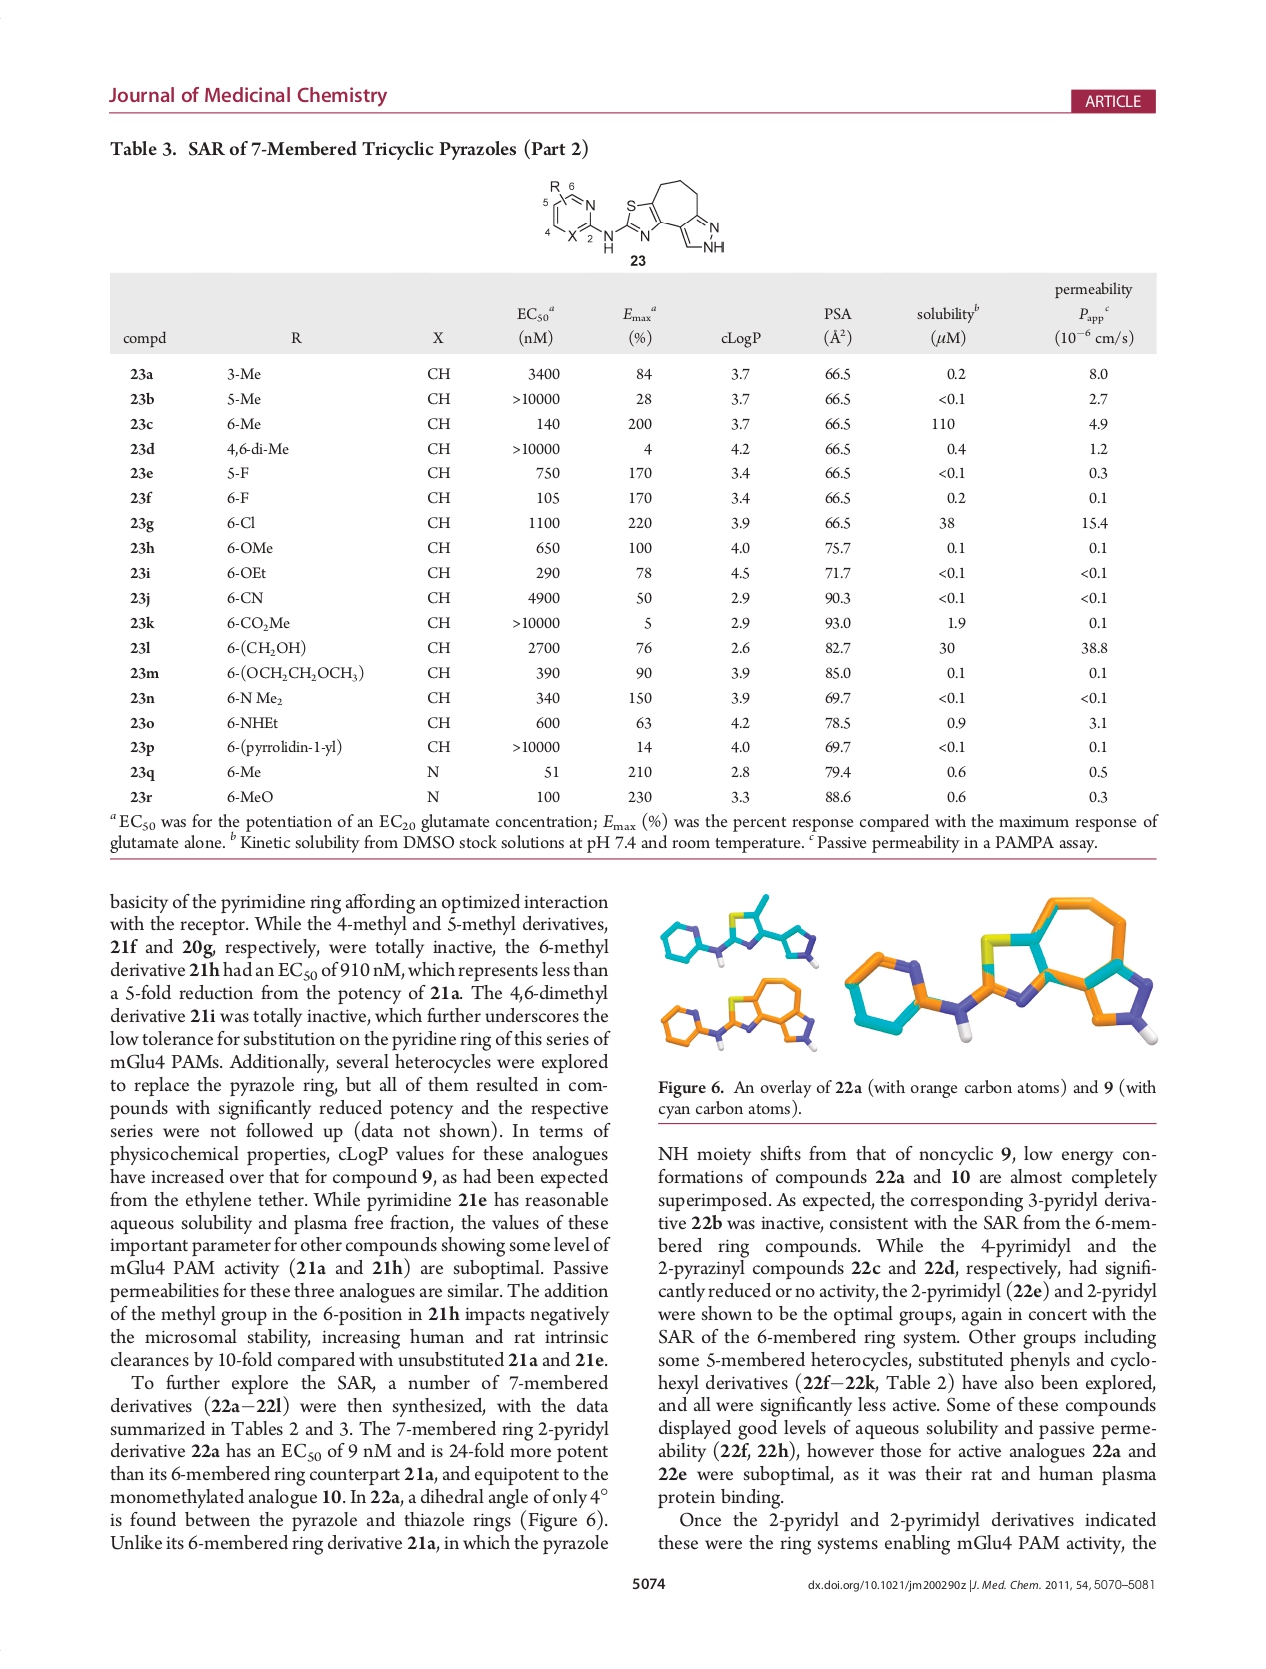 Journal of Medicinal Chemistry
ARTICLE
Table 3. SAR of 7-Membered Tricyclic Pyrazoles (Part 2)
R 6
5 N S
4 X 2 N H N N NH
23
compd R X EC50a (nM) Emaxa (%) cLogP PSA (Å2) solubilityb (μM) permeability Pappc (10−6 cm/s)
23a 3-Me CH 3400 84 3.7 66.5 0.2 8.0
23b 5-Me CH >10000 28 3.7 66.5 <0.1 2.7
23c 6-Me CH 140 200 3.7 66.5 110 4.9
23d 4,6-di-Me CH >10000 4 4.2 66.5 0.4 1.2
23e 5-F CH 750 170 3.4 66.5 <0.1 0.3
23f 6-F CH 105 170 3.4 66.5 0.2 0.1
23g 6-Cl CH 1100 220 3.9 66.5 38 15.4
23h 6-OMe CH 650 100 4.0 75.7 0.1 0.1
23i 6-OEt CH 290 78 4.5 71.7 <0.1 <0.1
23j 6-CN CH 4900 50 2.9 90.3 <0.1 <0.1
23k 6-CO2Me CH >10000 5 2.9 93.0 1.9 0.1
23l 6-(CH2OH) CH 2700 76 2.6 82.7 30 38.8
23m 6-(OCH2CH2OCH3) CH 390 90 3.9 85.0 0.1 0.1
23n 6-N Me2 CH 340 150 3.9 69.7 <0.1 <0.1
23o 6-NHEt CH 600 63 4.2 78.5 0.9 3.1
23p 6-(pyrrolidin-1-yl) CH >10000 14 4.0 69.7 <0.1 0.1
23q 6-Me N 51 210 2.8 79.4 0.6 0.5
23r 6-MeO N 100 230 3.3 88.6 0.6 0.3
a EC50 was for the potentiation of an EC20 glutamate concentration; Emax (%) was the percent response compared with the maximum response of
glutamate alone. b Kinetic solubility from DMSO stock solutions at pH 7.4 and room temperature. c Passive permeability in a PAMPA assay.
basicity of the pyrimidine ring affording an optimized interaction
with the receptor. While the 4-methyl and 5-methyl derivatives,
21f and 20g, respectively, were totally inactive, the 6-methyl
derivative 21h had an EC50 of 910 nM, which represents less than
a 5-fold reduction from the potency of 21a. The 4,6-dimethyl
derivative 21i was totally inactive, which further underscores the
low tolerance for substitution on the pyridine ring of this series of
mGlu4 PAMs. Additionally, several heterocycles were explored
to replace the pyrazole ring, but all of them resulted in com-
pounds with significantly reduced potency and the respective
series were not followed up (data not shown). In terms of
physicochemical properties, cLogP values for these analogues
have increased over that for compound 9, as had been expected
from the ethylene tether. While pyrimidine 21e has reasonable
aqueous solubility and plasma free fraction, the values of these
important parameter for other compounds showing some level of
mGlu4 PAM activity (21a and 21h) are suboptimal. Passive
permeabilities for these three analogues are similar. The addition
of the methyl group in the 6-position in 21h impacts negatively
the microsomal stability, increasing human and rat intrinsic
clearances by 10-fold compared with unsubstituted 21a and 21e.
To further explore the SAR, a number of 7-membered
derivatives (22a−22l) were then synthesized, with the data
summarized in Tables 2 and 3. The 7-membered ring 2-pyridyl
derivative 22a has an EC50 of 9 nM and is 24-fold more potent
than its 6-membered ring counterpart 21a, and equipotent to the
monomethylated analogue 10. In 22a, a dihedral angle of only 4°
is found between the pyrazole and thiazole rings (Figure 6).
Unlike its 6-membered ring derivative 21a, in which the pyrazole
Figure 6. An overlay of 22a (with orange carbon atoms) and 9 (with
cyan carbon atoms).
NH moiety shifts from that of noncyclic 9, low energy con-
formations of compounds 22a and 10 are almost completely
superimposed. As expected, the corresponding 3-pyridyl deriva-
tive 22b was inactive, consistent with the SAR from the 6-mem-
bered ring compounds. While the 4-pyrimidyl and the
2-pyrazinyl compounds 22c and 22d, respectively, had signifi-
cantly reduced or no activity, the 2-pyrimidyl (22e) and 2-pyridyl
were shown to be the optimal groups, again in concert with the
SAR of the 6-membered ring system. Other groups including
some 5-membered heterocycles, substituted phenyls and cyclo-
hexyl derivatives (22f−22k, Table 2) have also been explored,
and all were significantly less active. Some of these compounds
displayed good levels of aqueous solubility and passive perme-
ability (22f, 22h), however those for active analogues 22a and
22e were suboptimal, as it was their rat and human plasma
protein binding.
Once the 2-pyridyl and 2-pyrimidyl derivatives indicated
these were the ring systems enabling mGlu4 PAM activity, the
5074
dx.doi.org/10.1021/jm200290z |J. Med. Chem. 2011, 54, 5070–5081